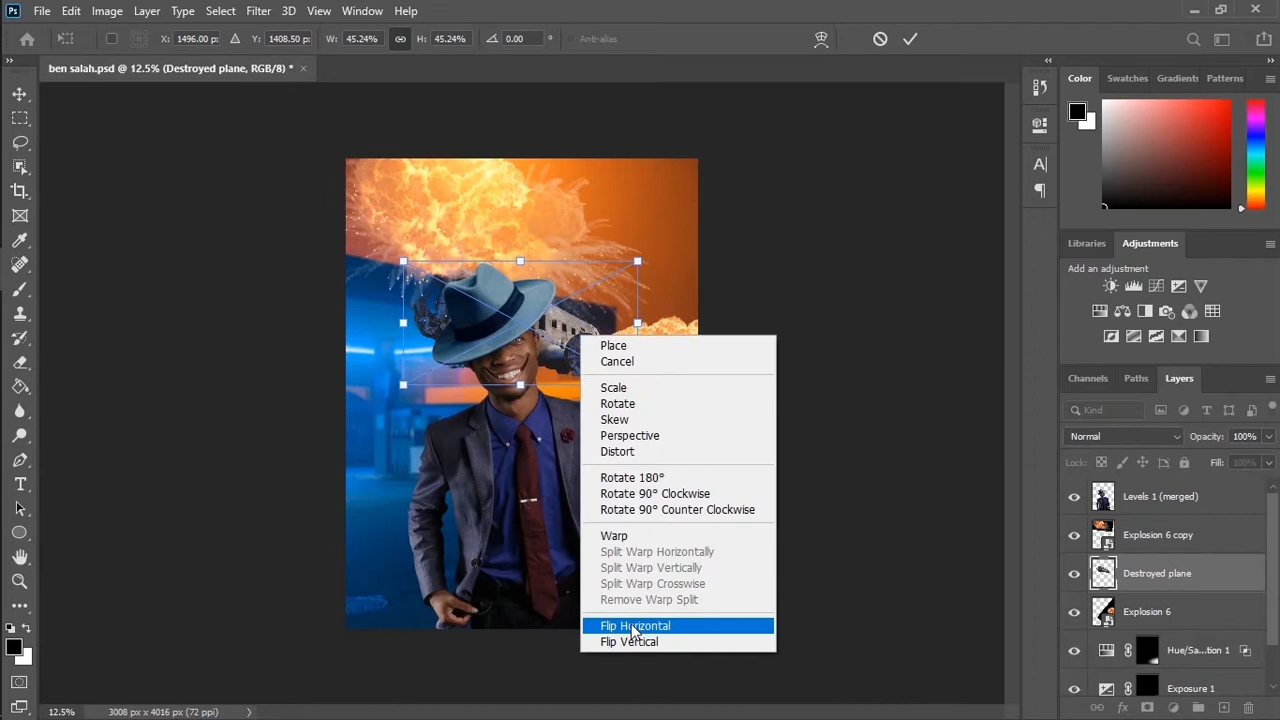 Ps File Edit Image Layer Type Select Filter 3D View Window Help
X: 1496.00 px Y: 1408.50 px W: 45.24% H: 45.24% 0.00 ° Anti-alias
ben salah.psd @ 12.5% (Destroyed plane, RGB/8) *
Color Swatches Gradients Patterns
Libraries Adjustments
Add an adjustment
Place
Cancel
Scale
Rotate
Skew
Perspective
Distort
Rotate 180°
Rotate 90° Clockwise
Rotate 90° Counter Clockwise
Warp
Split Warp Horizontally
Split Warp Vertically
Split Warp Crosswise
Remove Warp Split
Flip Horizontal
Flip Vertical
Channels Paths Layers
Kind
Normal Opacity: 100%
Lock: Fill: 100%
Levels 1 (merged)
Explosion 6 copy
Destroyed plane
Explosion 6
Hue/Sa...tion 1
Exposure 1
12.5% 3008 px x 4016 px (72 ppi)